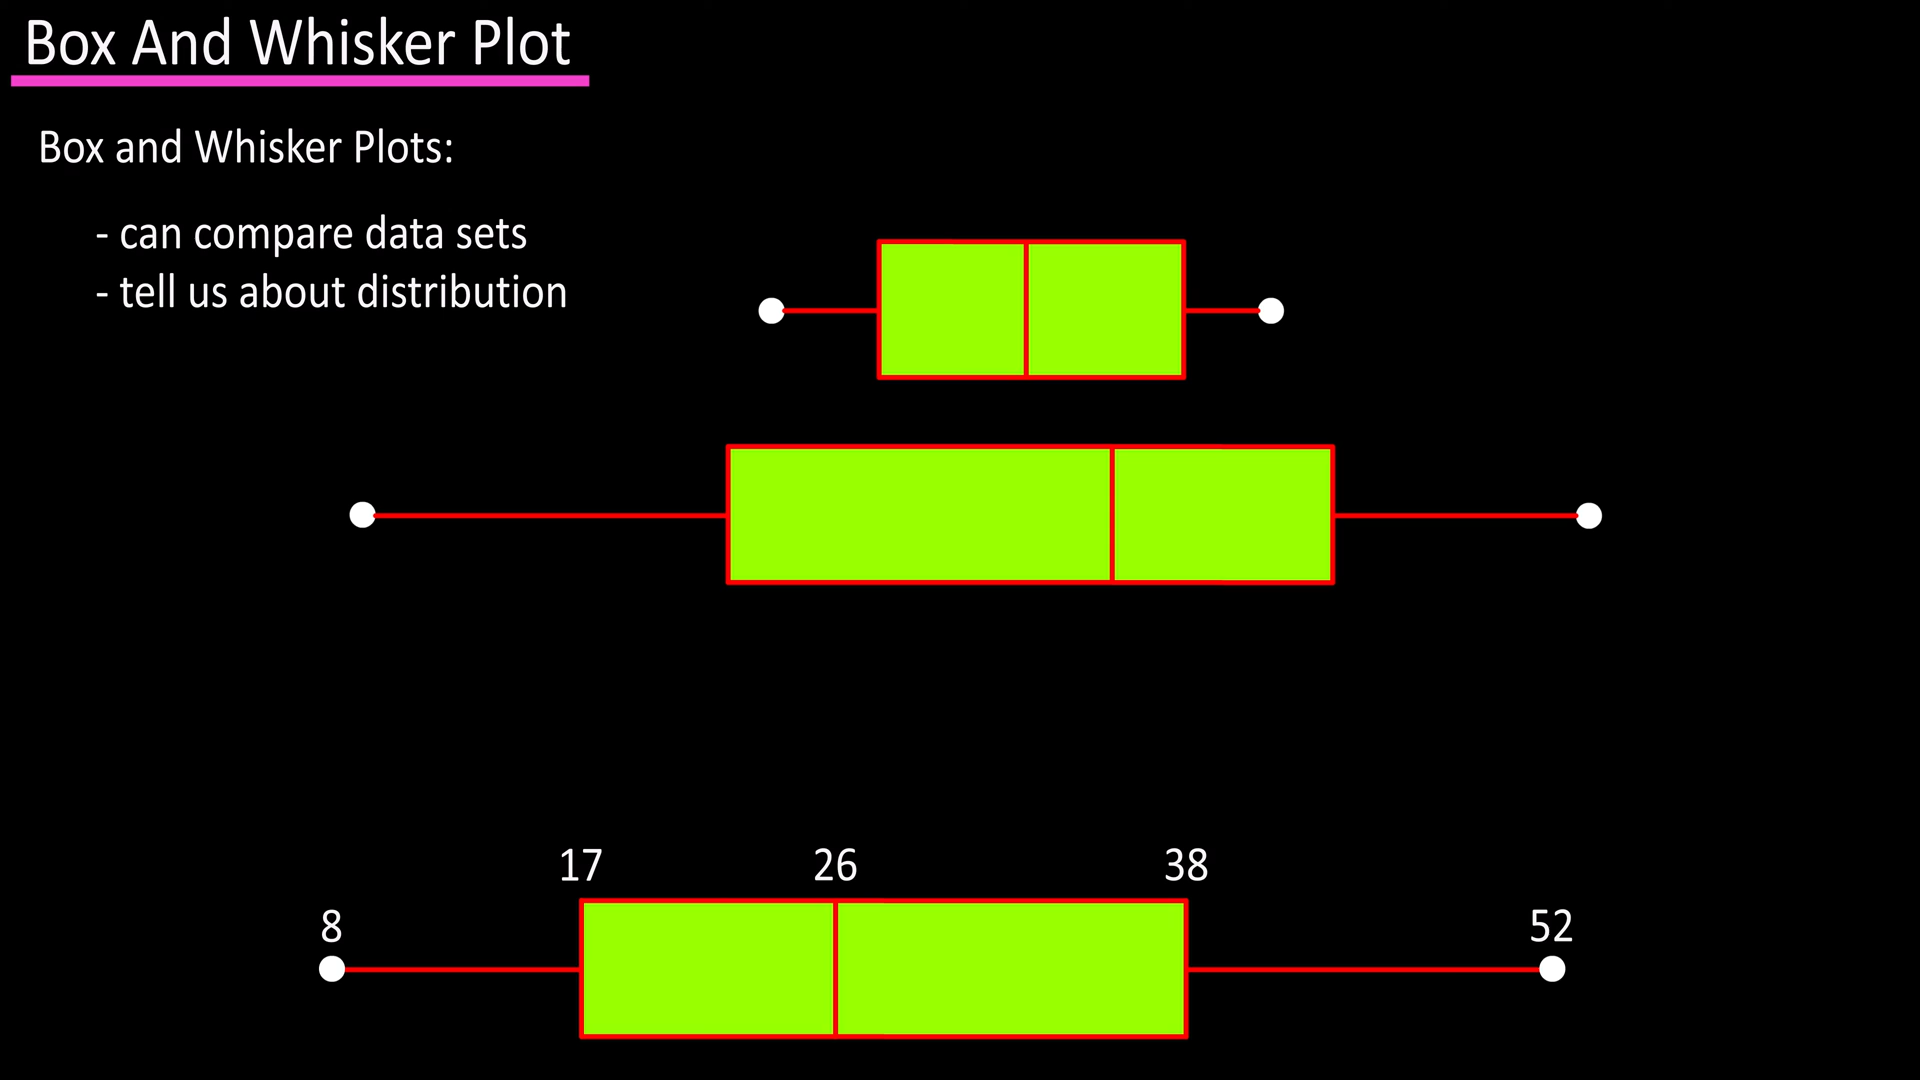 Box And Whisker Plot
Box and Whisker Plots:
- can compare data sets
- tell us about distribution
17 26 38
8 52